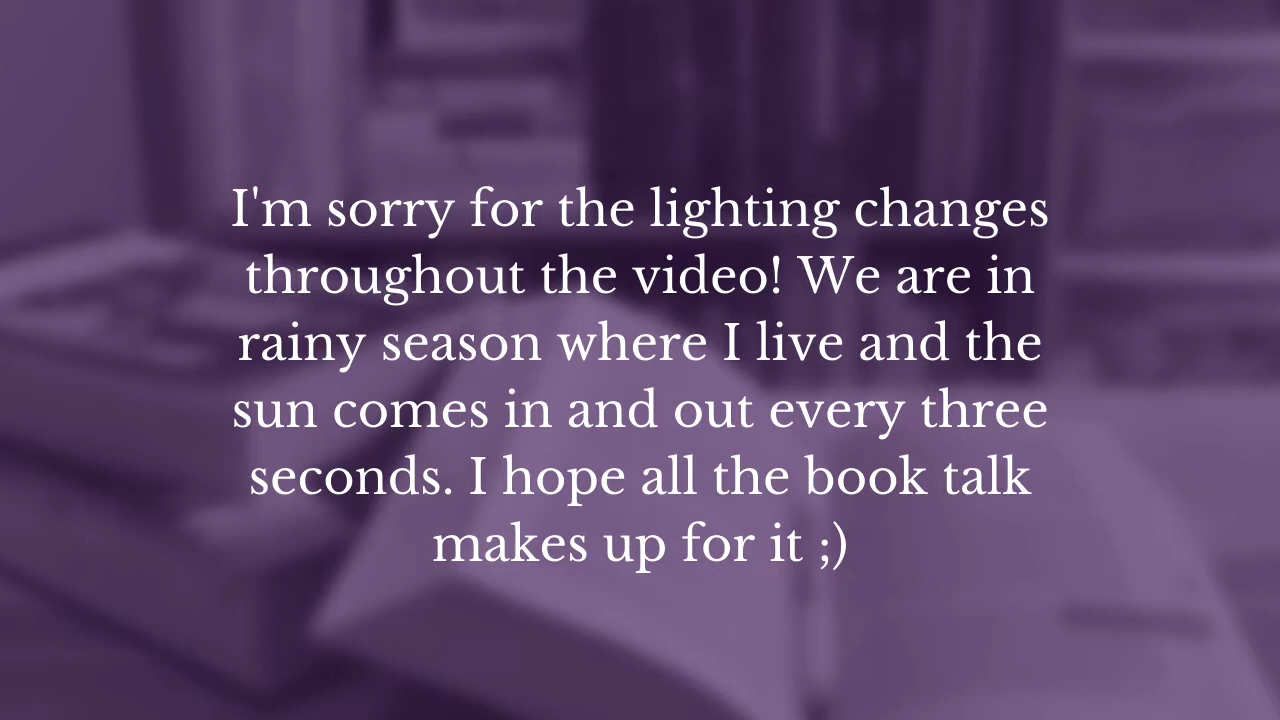 I'm sorry for the lighting changes
throughout the video! We are in
rainy season where I live and the
sun comes in and out every three
seconds. I hope all the book talk
makes up for it ;)